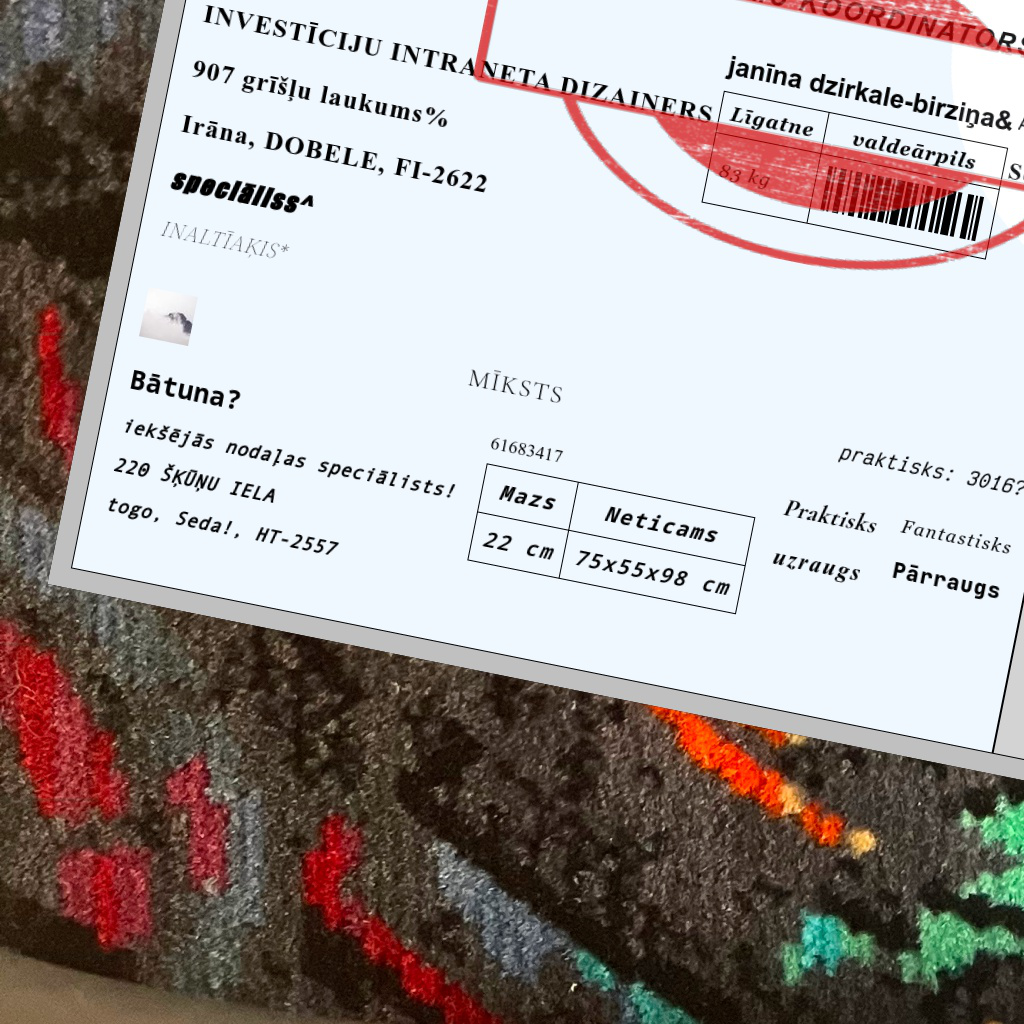 KOORDINATORS
INVESTĪCIJU INTRANETA DIZAINERS
907 grīšļu laukums%
Irāna, DOBELE, FI-2622
speciāliss^
INALTĪAĶIS*
janīna dzirkale-birziņa&
Līgatne valdeārpils
83 kg
Bātuna?
iekšējās nodaļas speciālists!
220 ŠĶŪŅU IELA
togo, Seda!, HT-2557
MĪKSTS
61683417
Mazs Neticams
22 cm 75x55x98 cm
praktisks: 3016?
Praktisks Fantastisks
uzraugs Pārraugs